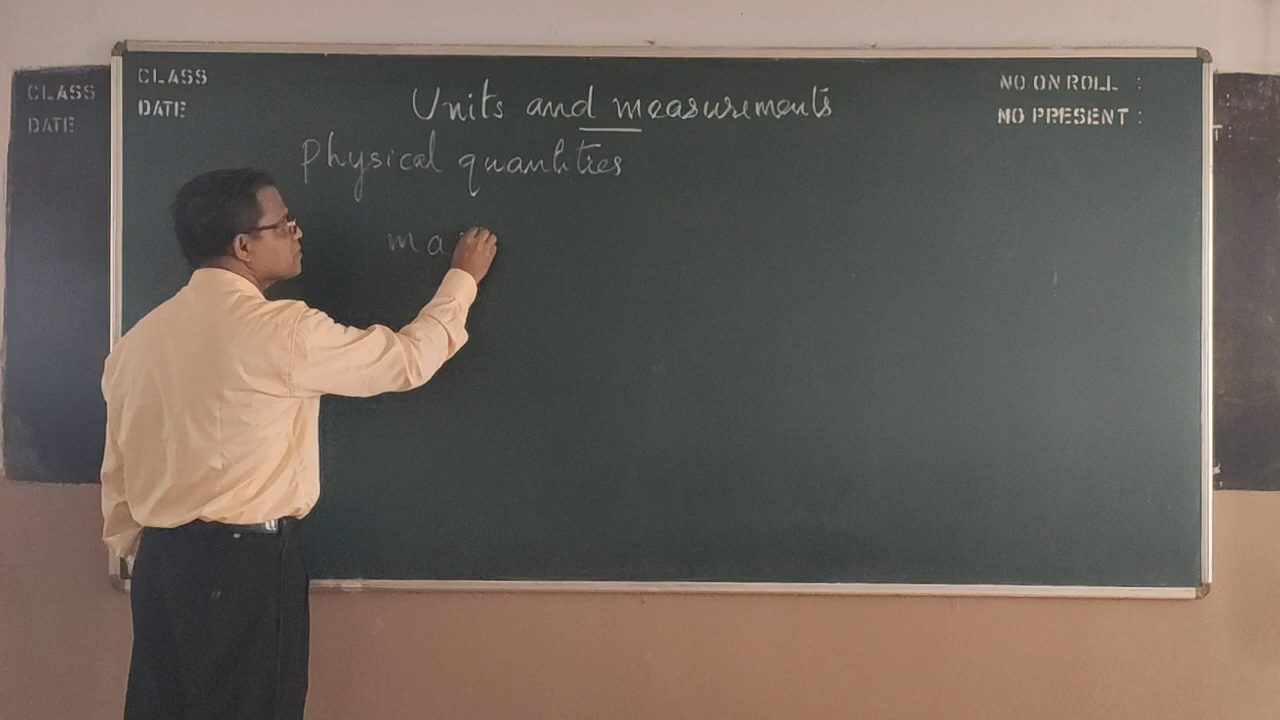 CLASS
DATE
CLASS
DATE
Units and measurements
NO ON ROLL :
NO PRESENT :
T :
Physical quantities
ma